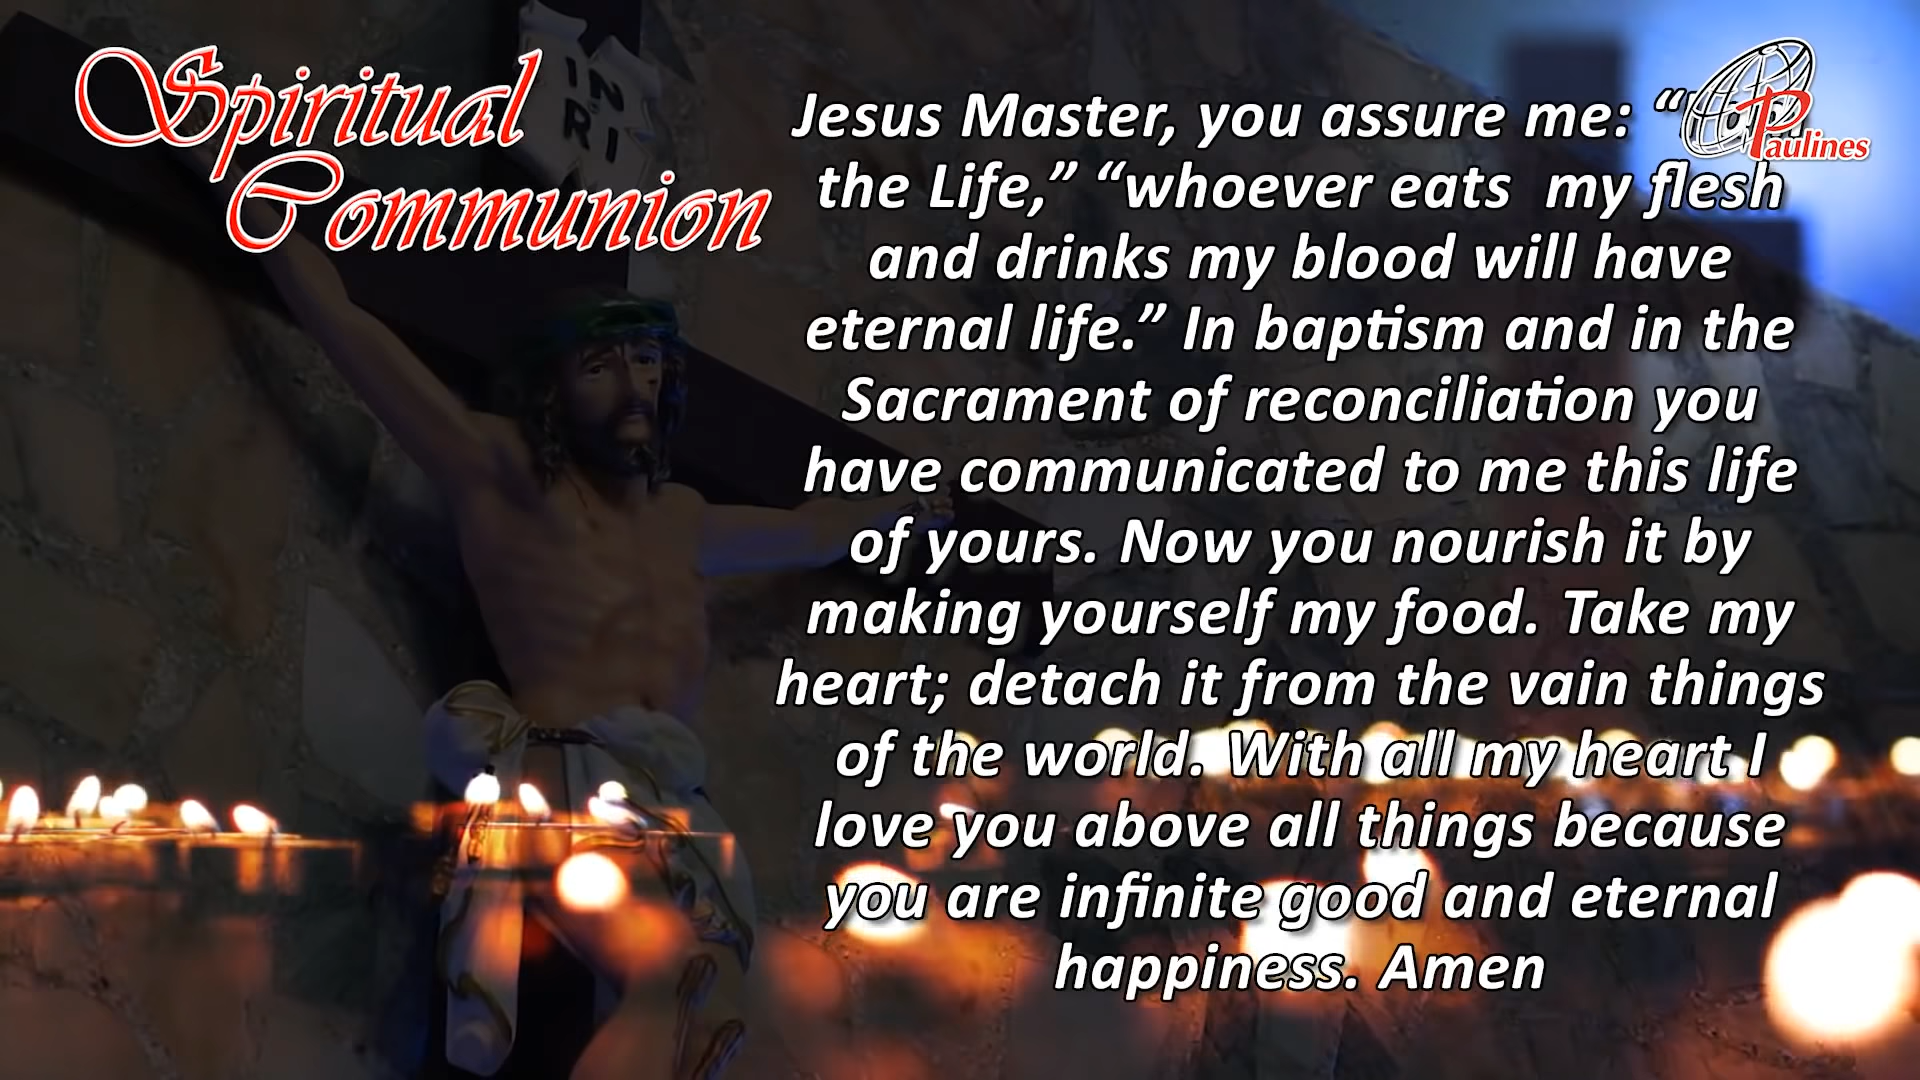 Spiritual
Communion
IN
RI
Paulines
Jesus Master, you assure me: “
the Life,” “whoever eats  my flesh
and drinks my blood will have
eternal life.” In baptism and in the
Sacrament of reconciliation you
have communicated to me this life
of yours. Now you nourish it by
making yourself my food. Take my
heart; detach it from the vain things
of the world. With all my heart I
love you above all things because
you are infinite good and eternal
happiness. Amen